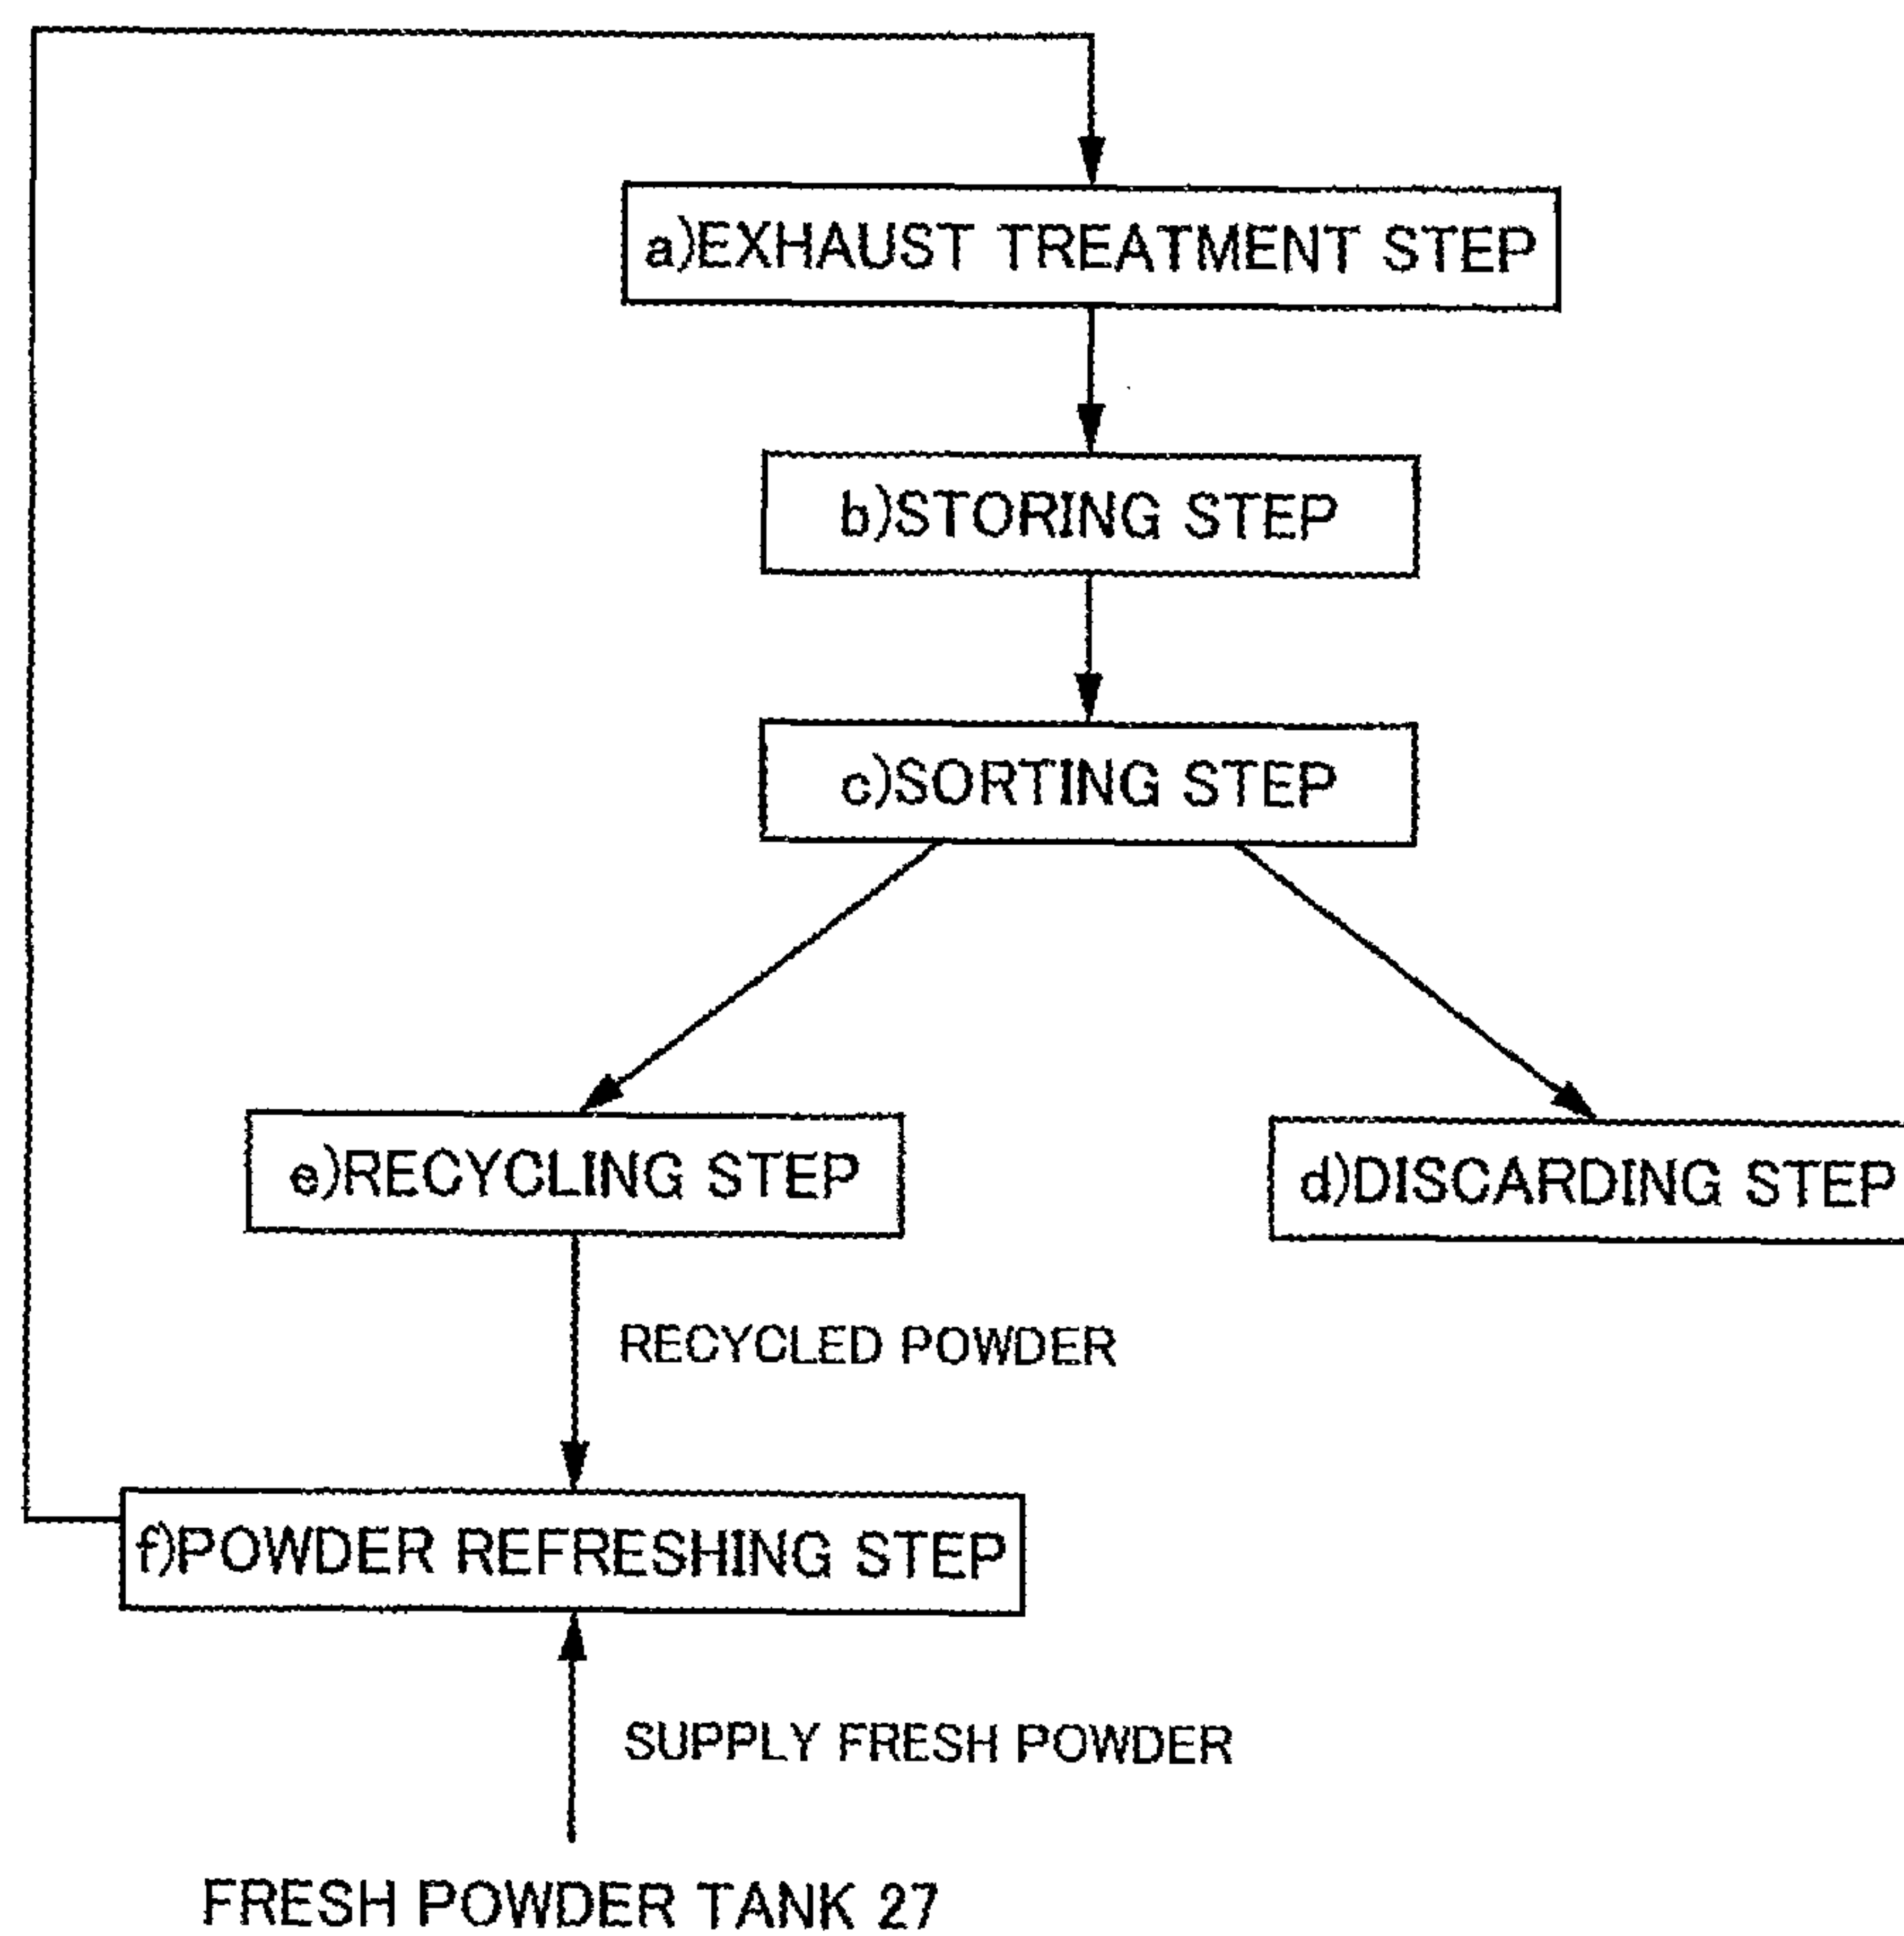 a)EXHAUST TREATMENT STEP
b)STORING STEP
c)SORTING STEP
e)RECYCLING STEP
d)DISCARDING STEP
RECYCLED POWDER
f)POWDER REFRESHING STEP
SUPPLY FRESH POWDER
FRESH POWDER TANK 27